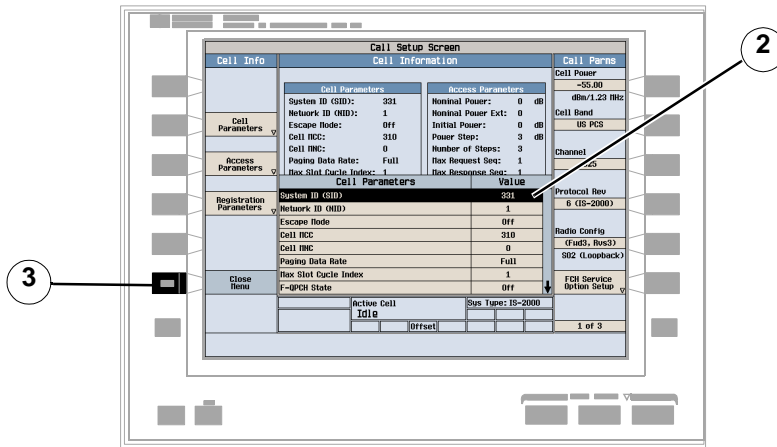 Call Setup Screen
Cell Info
Cell Information
Call Parms
Cell Parameters
Access Parameters
Registration Parameters
Close Menu
Cell Parameters
System ID (SID): 331
Network ID (NID): 1
Escape Mode: Off
Cell MCC: 310
Cell MNC: 0
Paging Data Rate: Full
Max Slot Cycle Index: 1
Access Parameters
Nominal Power: 0 dB
Nominal Power Ext: 0
Initial Power: 0 dB
Power Step: 3
Number of Steps: 3
Max Request Seq: 1
Max Response Seq: 1
Cell Parameters Value
System ID (SID) 331
Network ID (NID) 1
Escape Mode Off
Cell MCC 310
Cell MNC 0
Paging Data Rate Full
Max Slot Cycle Index 1
F-QPCH State Off
Active Cell
Idle
Sys Type: IS-2000
Offset
Cell Power
-55.00
dBm/1.23 MHz
Cell Band
US PCS
Channel
Protocol Rev
6 (IS-2000)
Radio Config
(Fwd3, Rvs3)
SO2 (Loopback)
FCH Service
Option Setup
1 of 3
2
3